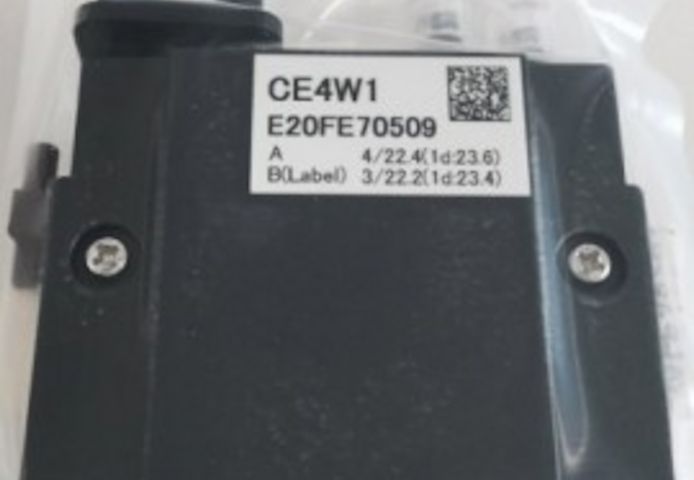 CE4W1
E20FE70509
A 4/22.4(1d:23.6)
B(Label) 3/22.2(1d:23.4)